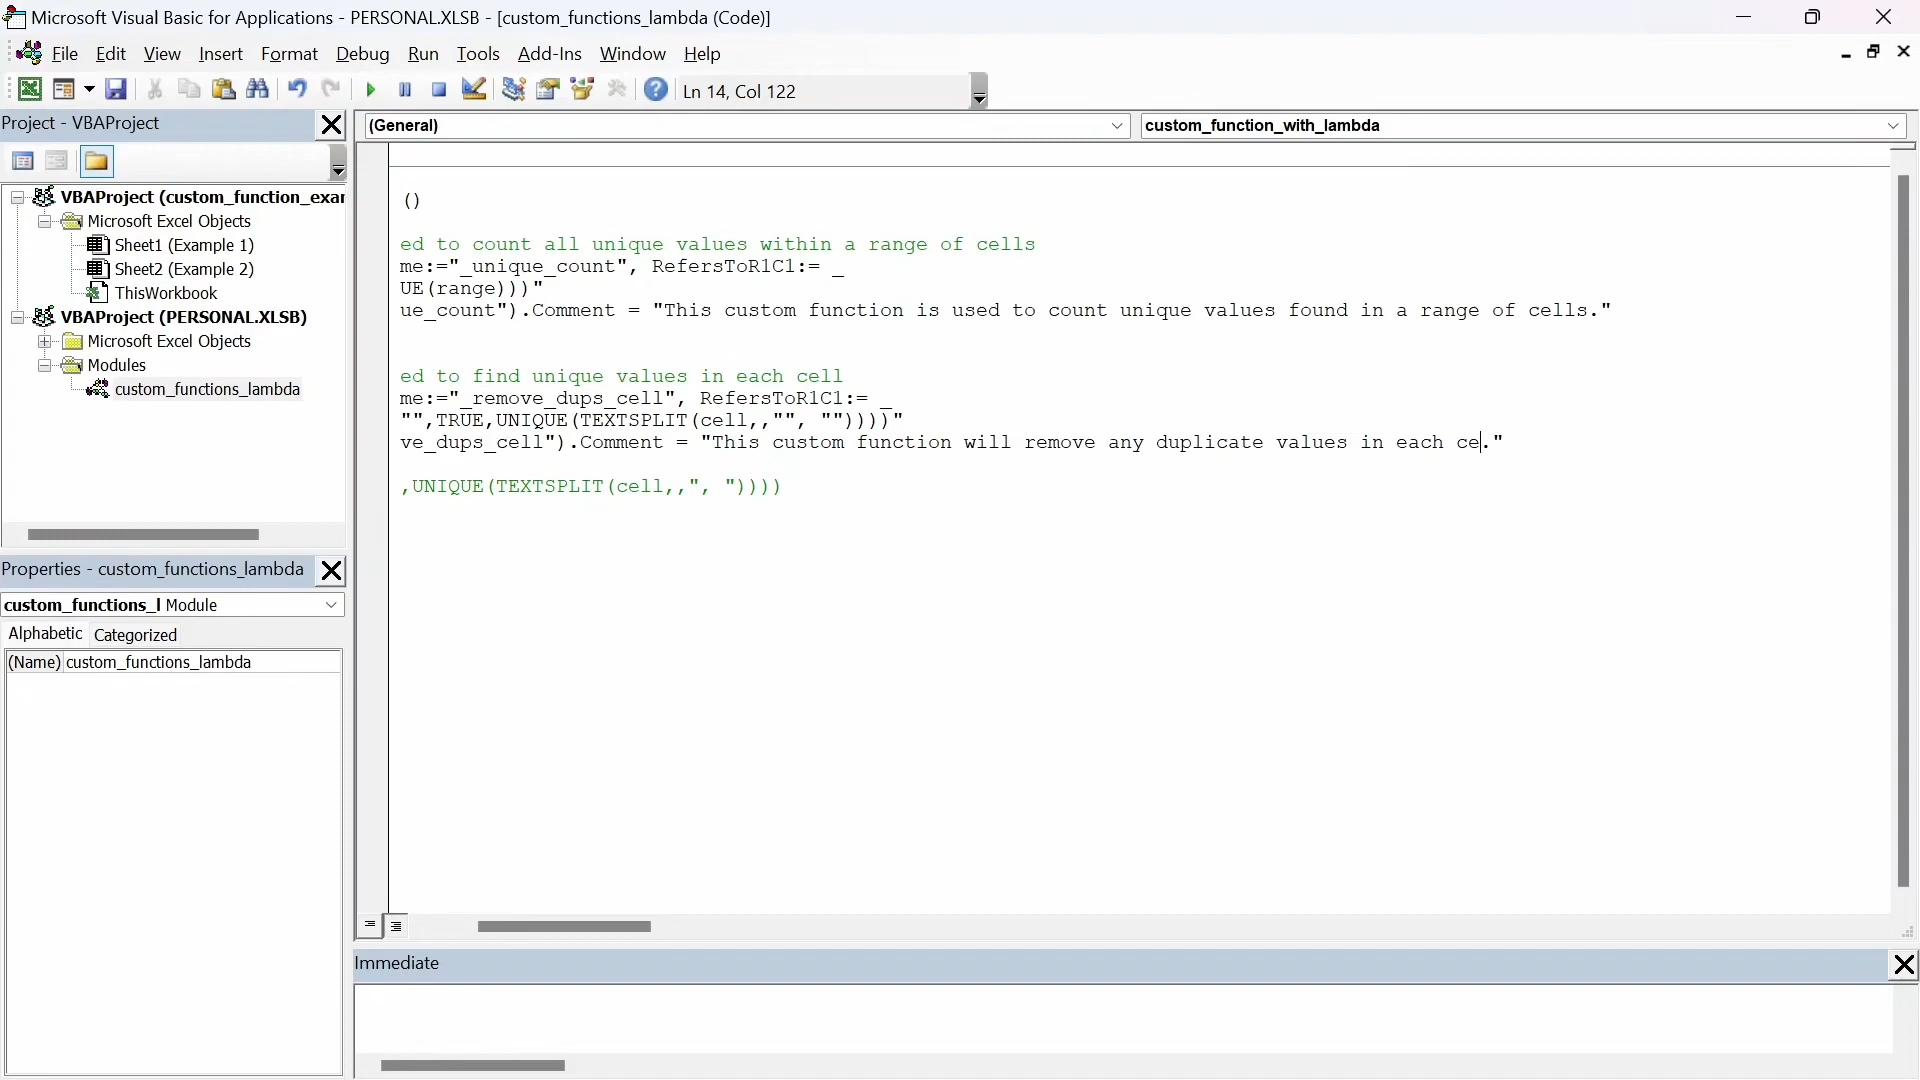 Microsoft Visual Basic for Applications - PERSONAL.XLSB - [custom_functions_lambda (Code)]
File Edit View Insert Format Debug Run Tools Add-Ins Window Help
Ln 14, Col 122
Project - VBAProject
(General)
custom_function_with_lambda
VBAProject (custom_function_exar
Microsoft Excel Objects
Sheet1 (Example 1)
Sheet2 (Example 2)
ThisWorkbook
VBAProject (PERSONAL.XLSB)
Microsoft Excel Objects
Modules
custom_functions_lambda
()
ed to count all unique values within a range of cells
me:="_unique_count", RefersToR1C1:= _
UE(range)))"
ue_count").Comment = "This custom function is used to count unique values found in a range of cells."
ed to find unique values in each cell
me:="_remove_dups_cell", RefersToR1C1:= _
"",TRUE,UNIQUE(TEXTSPLIT(cell,,"", ""))))"
ve_dups_cell").Comment = "This custom function will remove any duplicate values in each ce."
,UNIQUE(TEXTSPLIT(cell,,", "))))
Properties - custom_functions_lambda
custom_functions_l Module
Alphabetic Categorized
(Name) custom_functions_lambda
Immediate